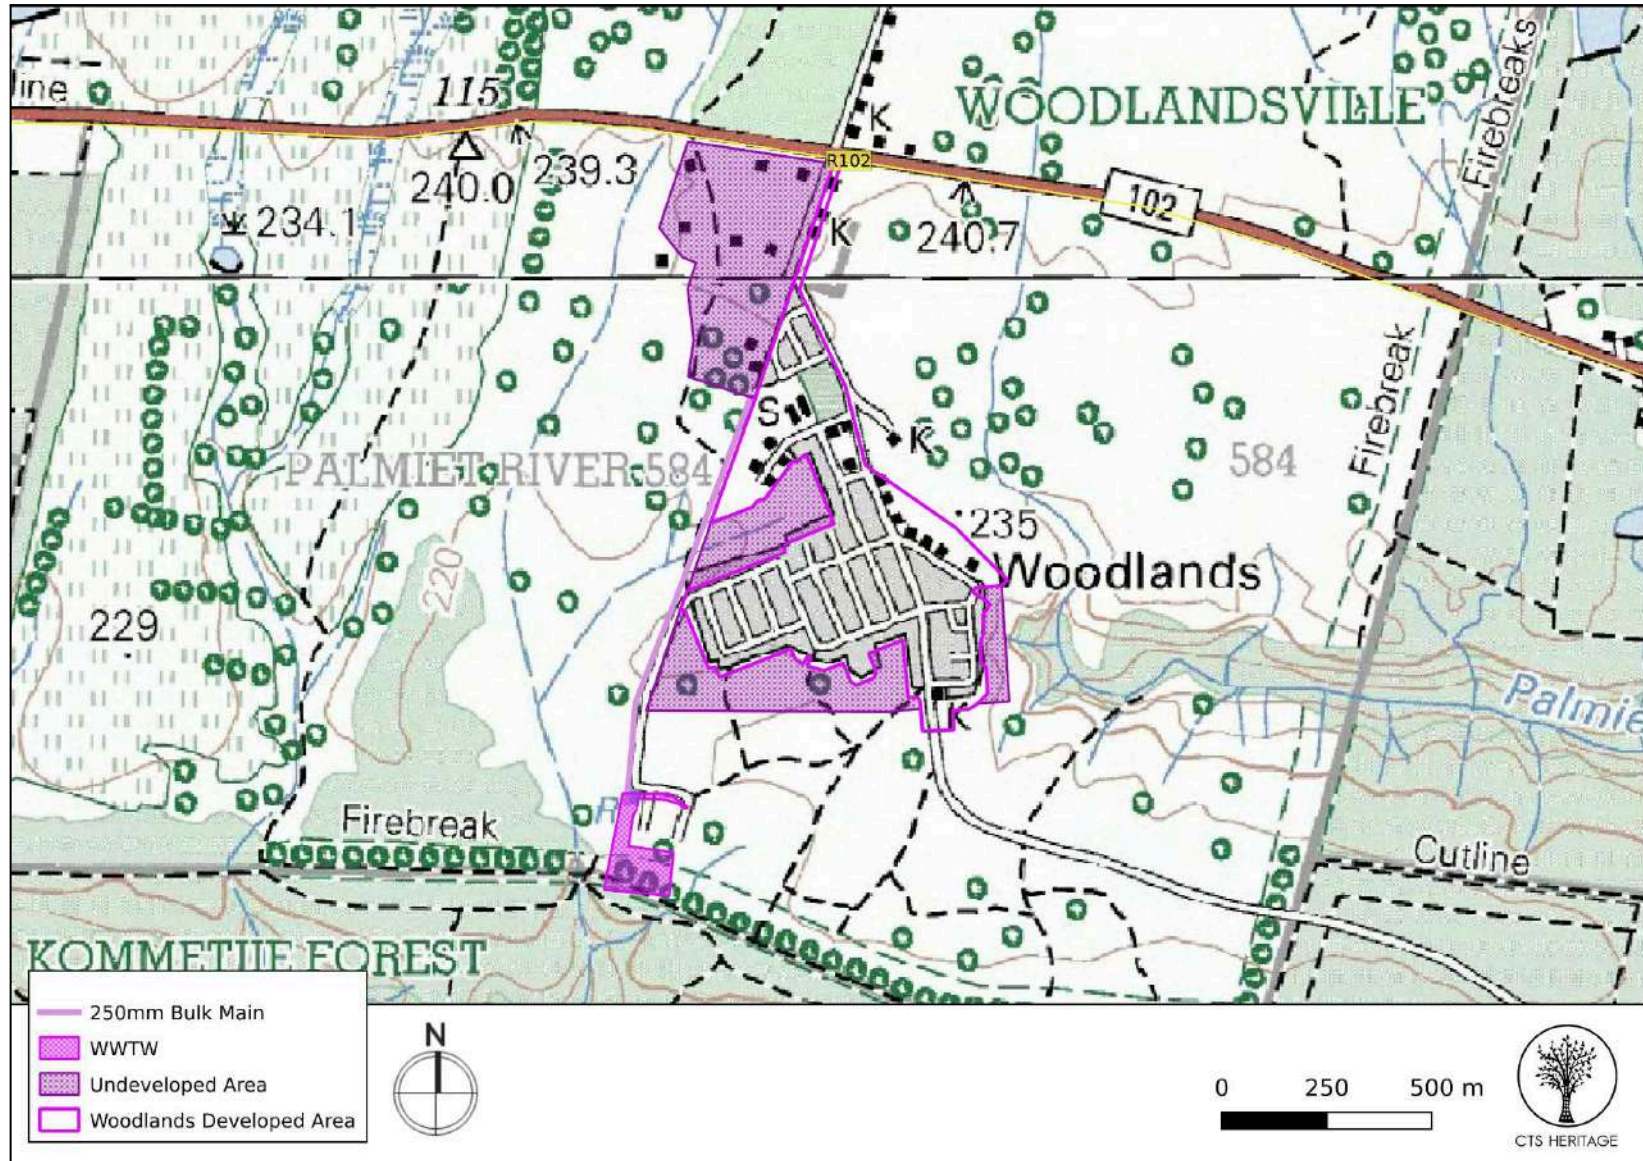 line
115
240.0
239.3
234.1
K
WOODLANDSVILLE
Firebreaks
R102
102
K
240.7
Firebreak
S
K
PALMIET RIVER 584
584
235
Woodlands
220
229
K
Palmie
R
Firebreak
Cutline
KOMMETJIE FOREST
250mm Bulk Main
WWTW
Undeveloped Area
Woodlands Developed Area
N
0 250 500 m
CTS HERITAGE